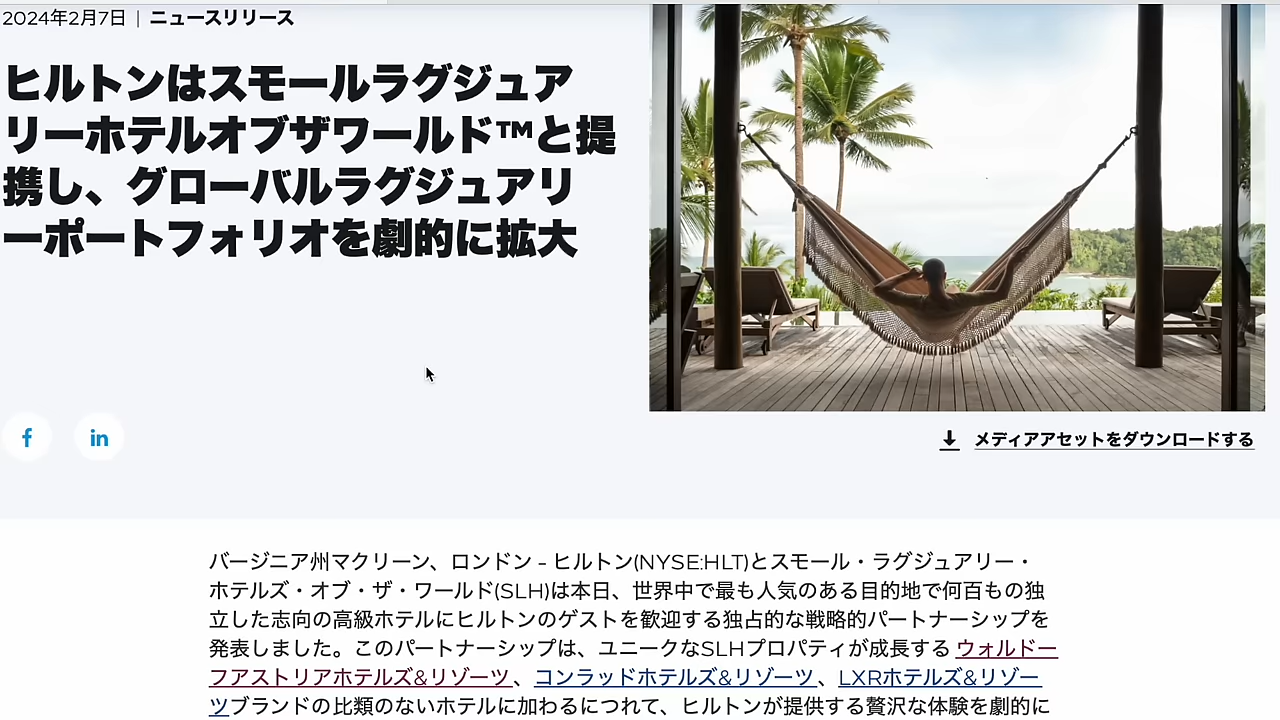 2024年2月7日 | ニュースリリース
ヒルトンはスモールラグジュア
リーホテルオブザワールド™と提
携し、グローバルラグジュアリ
ーポートフォリオを劇的に拡大
f in
メディアアセットをダウンロードする
バージニア州マクリーン、ロンドン – ヒルトン(NYSE:HLT)とスモール・ラグジュアリー・
ホテルズ・オブ・ザ・ワールド(SLH)は本日、世界中で最も人気のある目的地で何百もの独
立した志向の高級ホテルにヒルトンのゲストを歓迎する独占的な戦略的パートナーシップを
発表しました。このパートナーシップは、ユニークなSLHプロパティが成長する ウォルドー
フアストリアホテルズ&リゾーツ、コンラッドホテルズ&リゾーツ、LXRホテルズ&リゾー
ツブランドの比類のないホテルに加わるにつれて、ヒルトンが提供する贅沢な体験を劇的に